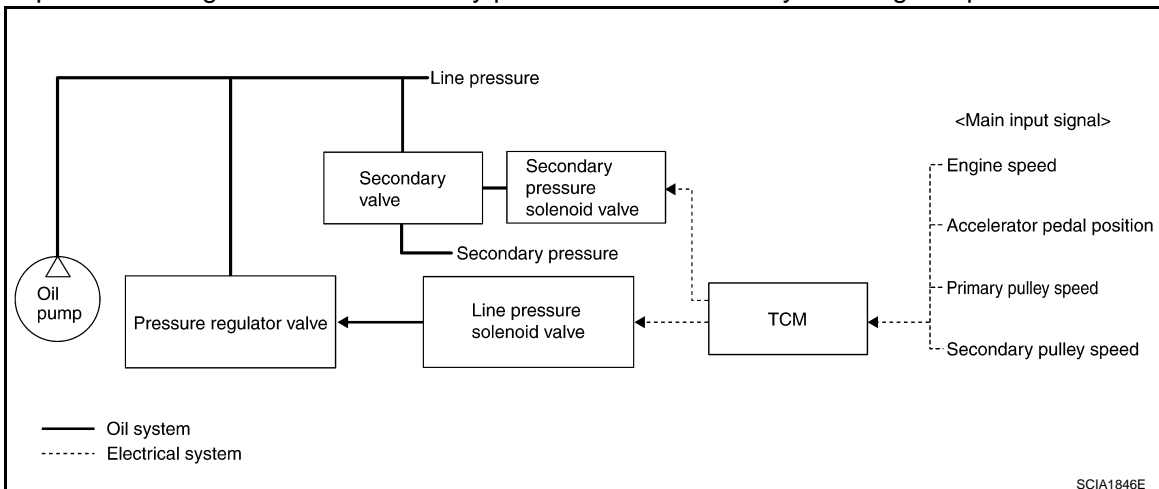 Line pressure
<Main input signal>
Secondary
valve
Secondary
pressure
solenoid valve
Engine speed
Accelerator pedal position
Secondary pressure
Oil
pump
Pressure regulator valve
Line pressure
solenoid valve
TCM
Primary pulley speed
Secondary pulley speed
Oil system
Electrical system
SCIA1846E